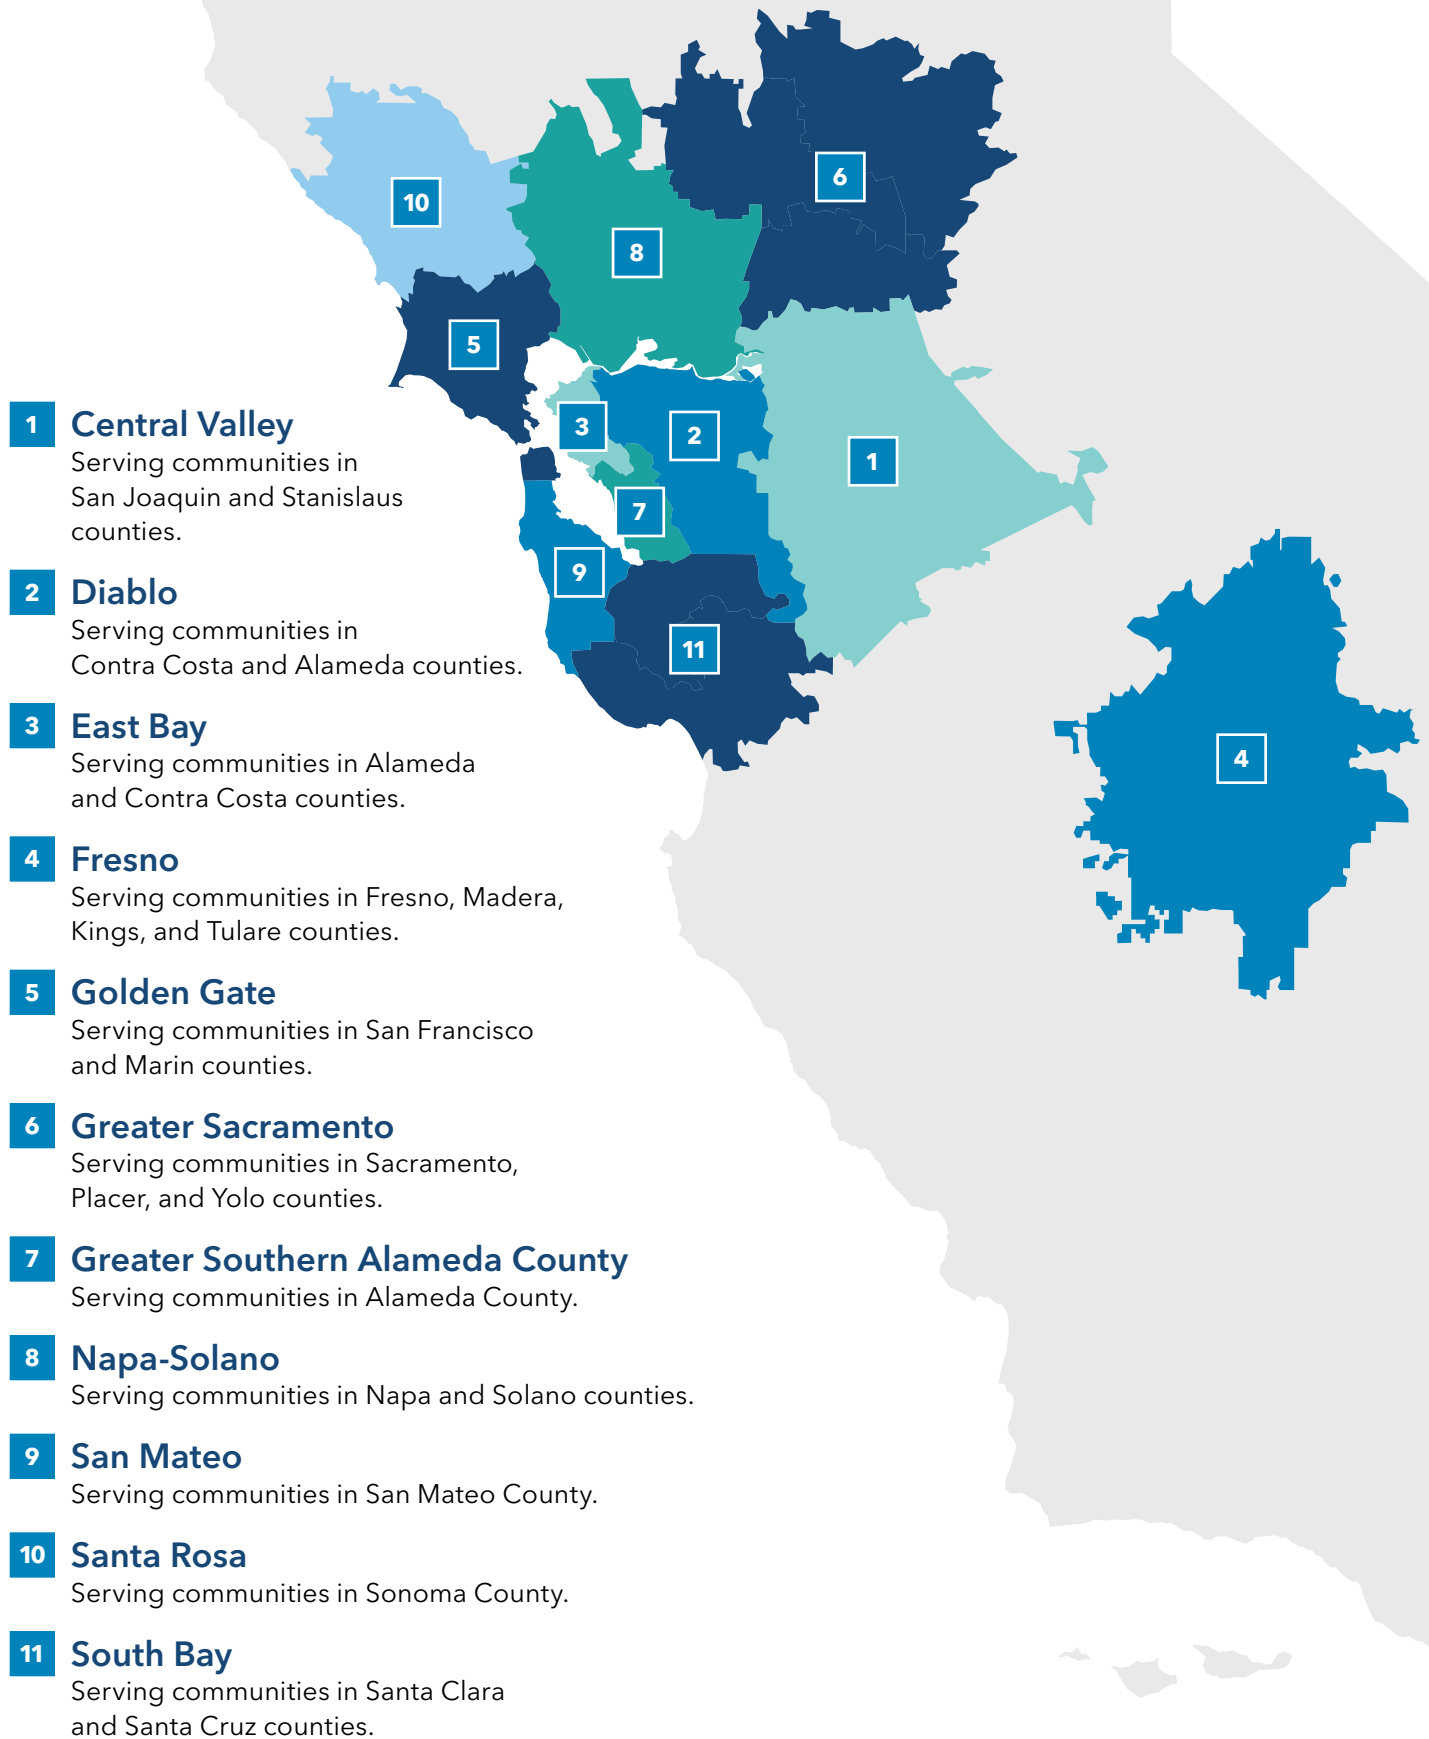 10
6
8
5
3
2
1
7
9
11
4
1 Central Valley
Serving communities in
San Joaquin and Stanislaus
counties.
2 Diablo
Serving communities in
Contra Costa and Alameda counties.
3 East Bay
Serving communities in Alameda
and Contra Costa counties.
4 Fresno
Serving communities in Fresno, Madera,
Kings, and Tulare counties.
5 Golden Gate
Serving communities in San Francisco
and Marin counties.
6 Greater Sacramento
Serving communities in Sacramento,
Placer, and Yolo counties.
7 Greater Southern Alameda County
Serving communities in Alameda County.
8 Napa-Solano
Serving communities in Napa and Solano counties.
9 San Mateo
Serving communities in San Mateo County.
10 Santa Rosa
Serving communities in Sonoma County.
11 South Bay
Serving communities in Santa Clara
and Santa Cruz counties.